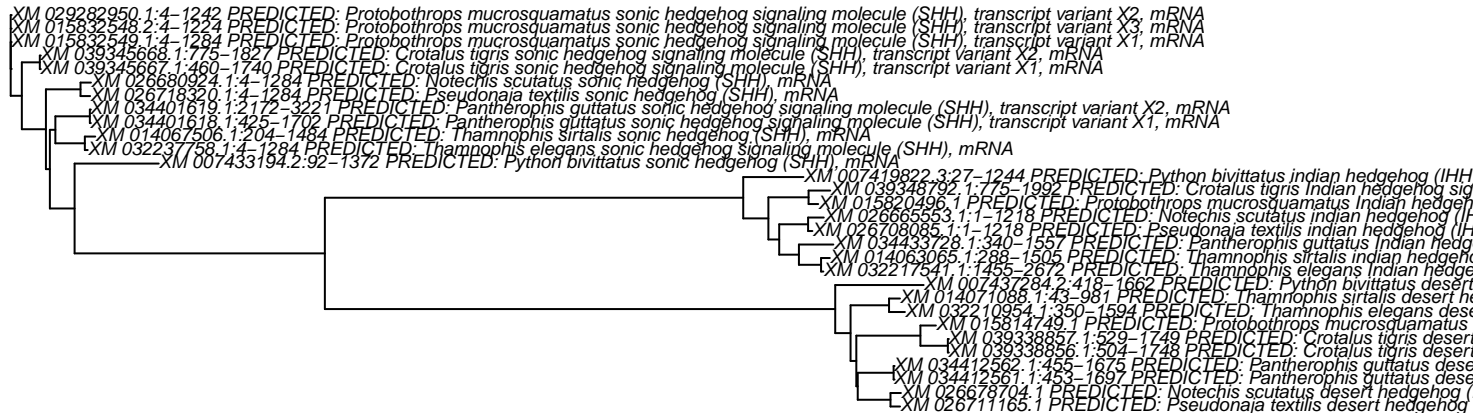 XM 029282950.1:4−1242 PREDICTED: Protobothrops mucrosquamatus sonic hedgehog signaling molecule (SHH), transcript variant X2, mRNA
XM 015832548.2:4−1224 PREDICTED: Protobothrops mucrosquamatus sonic hedgehog signaling molecule (SHH), transcript variant X3, mRNA
XM 015832549.1:4−1284 PREDICTED: Protobothrops mucrosquamatus sonic hedgehog signaling molecule (SHH), transcript variant X1, mRNA
XM 039345668.1:775−1827 PREDICTED: Crotalus tigris sonic hedgehog signaling molecule (SHH), transcript variant X2, mRNA
XM 039345667.1:460−1740 PREDICTED: Crotalus tigris sonic hedgehog signaling molecule (SHH), transcript variant X1, mRNA
XM 026680924.1:4−1284 PREDICTED: Notechis scutatus sonic hedgehog (SHH), mRNA
XM 026718320.1:4−1284 PREDICTED: Pseudonaja textilis sonic hedgehog (SHH), mRNA
XM 034401619.1:2172−3221 PREDICTED: Pantherophis guttatus sonic hedgehog signaling molecule (SHH), transcript variant X2, mRNA
XM 034401618.1:425−1702 PREDICTED: Pantherophis guttatus sonic hedgehog signaling molecule (SHH), transcript variant X1, mRNA
XM 014067506.1:204−1484 PREDICTED: Thamnophis sirtalis sonic hedgehog (SHH), mRNA
XM 032237758.1:4−1284 PREDICTED: Thamnophis elegans sonic hedgehog signaling molecule (SHH), mRNA
XM 007433194.2:92−1372 PREDICTED: Python bivittatus sonic hedgehog (SHH), mRNA
XM 007419822.3:27−1244 PREDICTED: Python bivittatus indian hedgehog (IHH
XM 039348792.1:775−1992 PREDICTED: Crotalus tigris Indian hedgehog sig
XM 015820496.1 PREDICTED: Protobothrops mucrosquamatus Indian hedgeh
XM 026665553.1:1−1218 PREDICTED: Notechis scutatus indian hedgehog (IH
XM 026708085.1:1−1218 PREDICTED: Pseudonaja textilis indian hedgehog (IH
XM 034433728.1:340−1557 PREDICTED: Pantherophis guttatus Indian hedg
XM 014063065.1:288−1505 PREDICTED: Thamnophis sirtalis indian hedgeho
XM 032217541.1:1455−2672 PREDICTED: Thamnophis elegans Indian hedge
XM 007437284.2:418−1662 PREDICTED: Python bivittatus desert
XM 014071088.1:43−981 PREDICTED: Thamnophis sirtalis desert he
XM 032210954.1:350−1594 PREDICTED: Thamnophis elegans dese
XM 015814749.1 PREDICTED: Protobothrops mucrosquamatus
XM 039338857.1:529−1749 PREDICTED: Crotalus tigris desert
XM 039338856.1:504−1748 PREDICTED: Crotalus tigris desert
XM 034412562.1:455−1675 PREDICTED: Pantherophis guttatus dese
XM 034412561.1:453−1697 PREDICTED: Pantherophis guttatus dese
XM 026678704.1 PREDICTED: Notechis scutatus desert hedgehog (
XM 026711165.1 PREDICTED: Pseudonaja textilis desert hedgehog